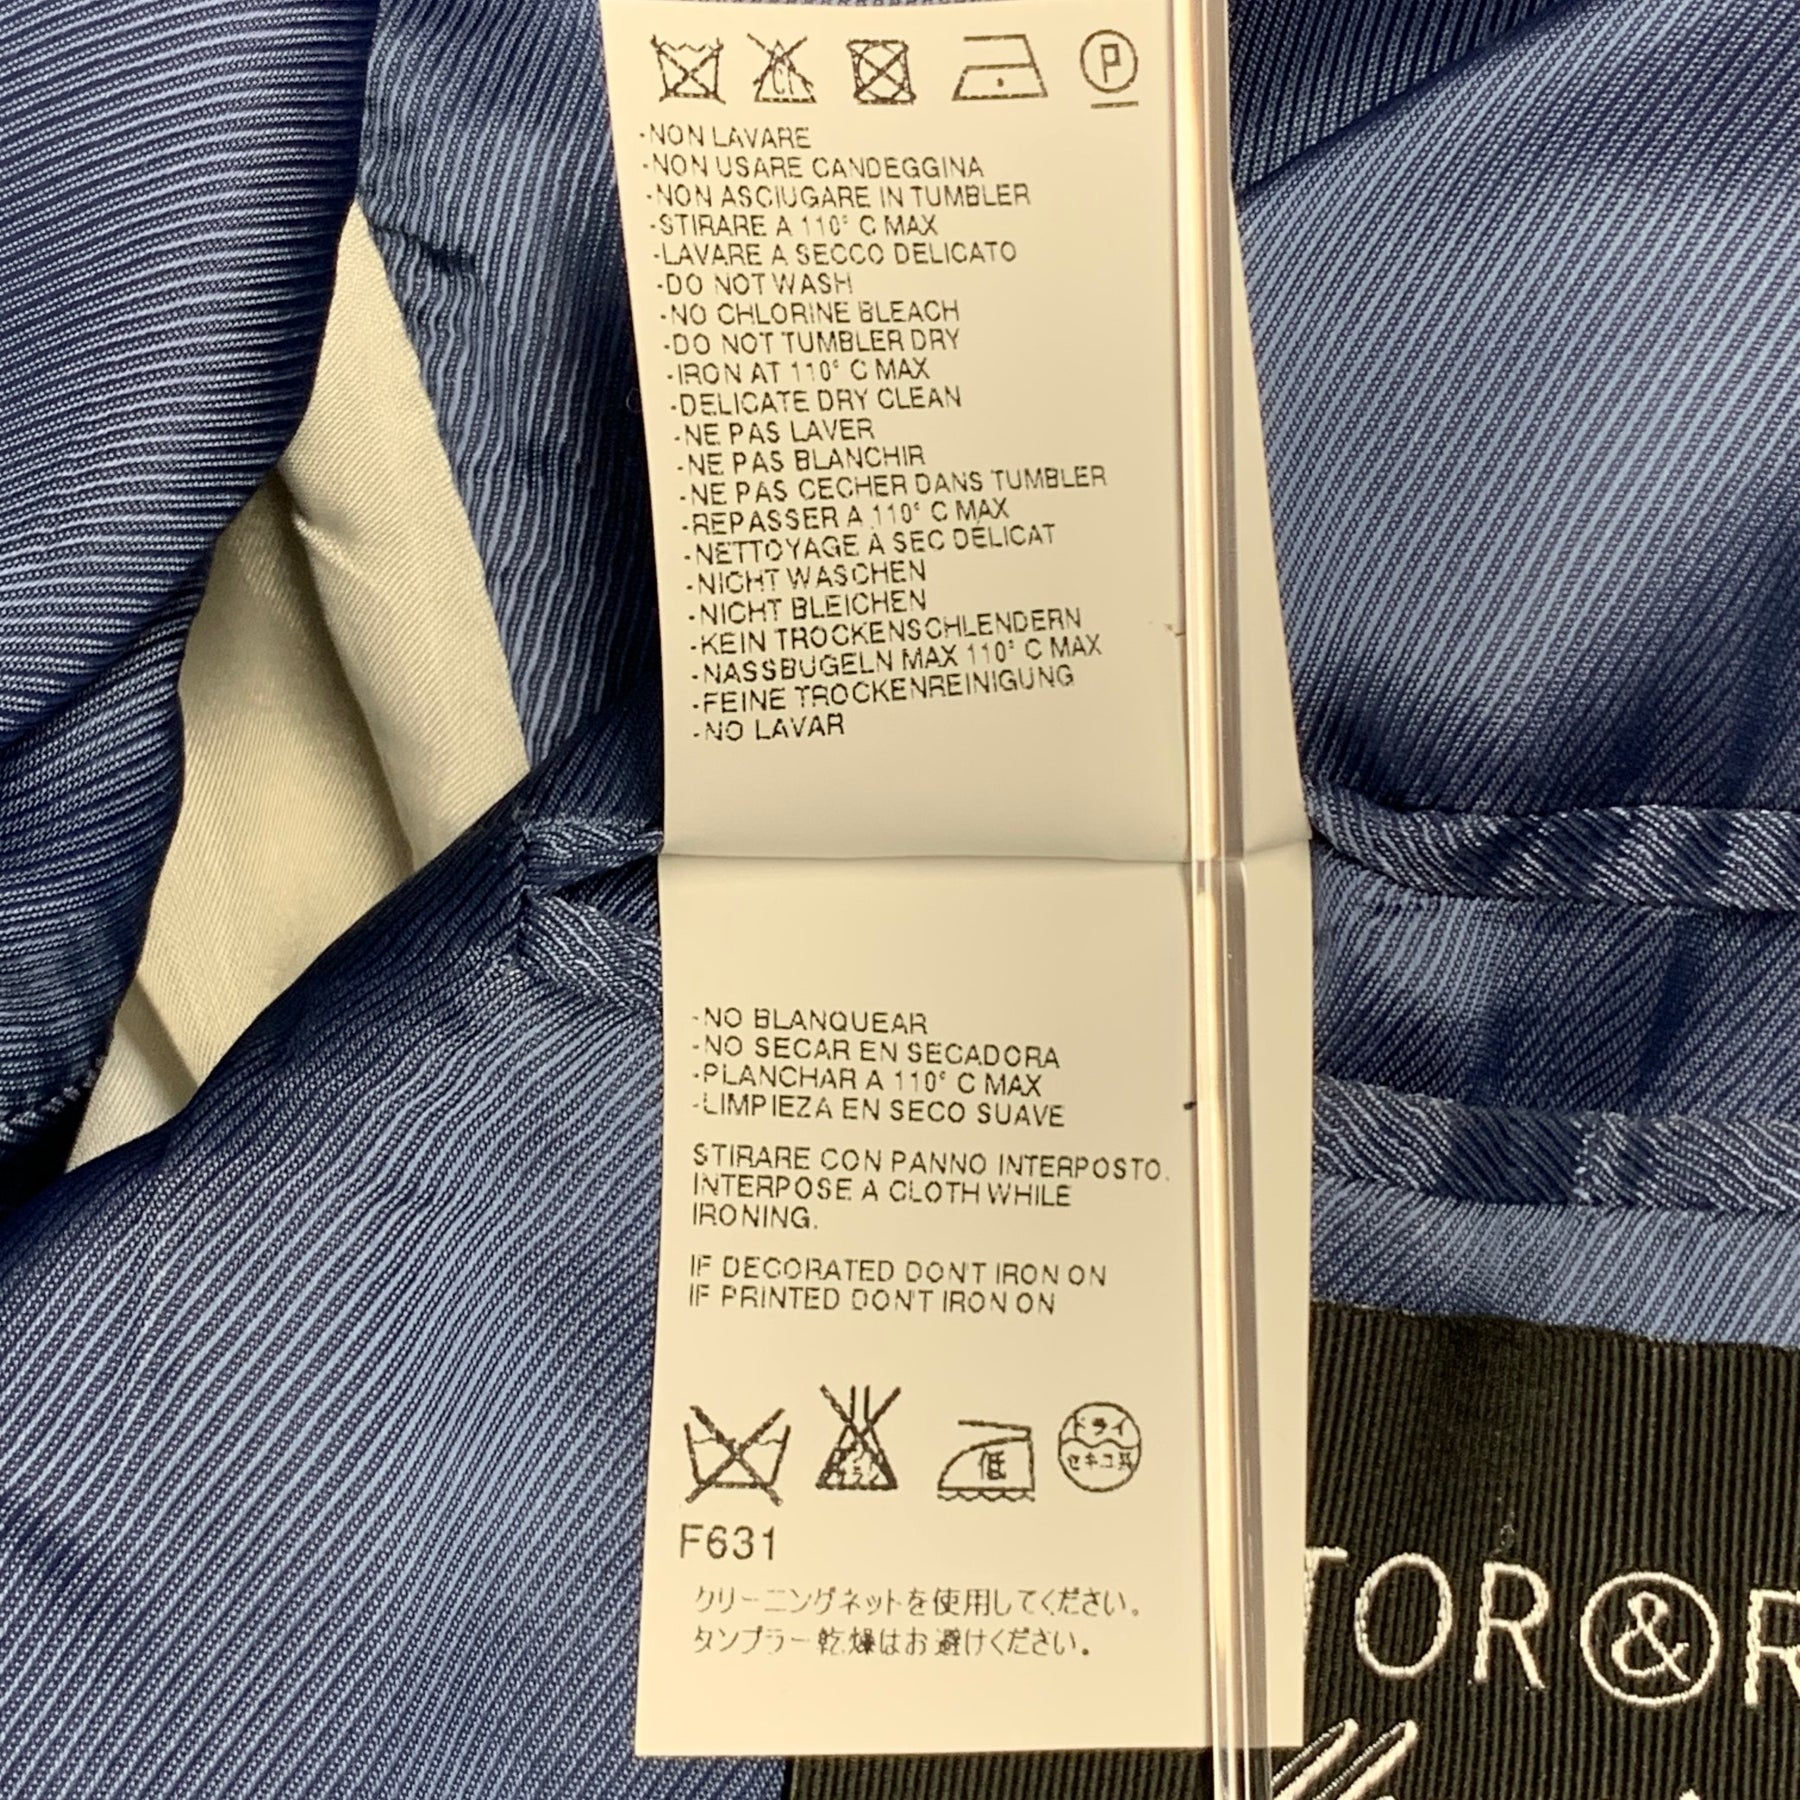 CL
P
-NON LAVARE
-NON USARE CANDEGGINA
-NON ASCIUGARE IN TUMBLER
-STIRARE A 110° C MAX
-LAVARE A SECCO DELICATO
-DO NOT WASH
-NO CHLORINE BLEACH
-DO NOT TUMBLER DRY
-IRON AT 110° C MAX
-DELICATE DRY CLEAN
-NE PAS LAVER
-NE PAS BLANCHIR
-NE PAS CECHER DANS TUMBLER
-REPASSER A 110° C MAX
-NETTOYAGE À SEC DÉLICAT
-NICHT WASCHEN
-NICHT BLEICHEN
-KEIN TROCKENSCHLENDERN
-NASSBUGELN MAX 110° C MAX
-FEINE TROCKENREINIGUNG
-NO LAVAR
-NO BLANQUEAR
-NO SECAR EN SECADORA
-PLANCHAR A 110° C MAX
-LIMPIEZA EN SECO SUAVE
STIRARE CON PANNO INTERPOSTO.
INTERPOSE A CLOTH WHILE
IRONING.
IF DECORATED DON'T IRON ON
IF PRINTED DON'T IRON ON
低
ドライ
セキユ系
F631
クリーニングネットを使用してください。
タンブラー乾燥はお避けください。
TOR&R